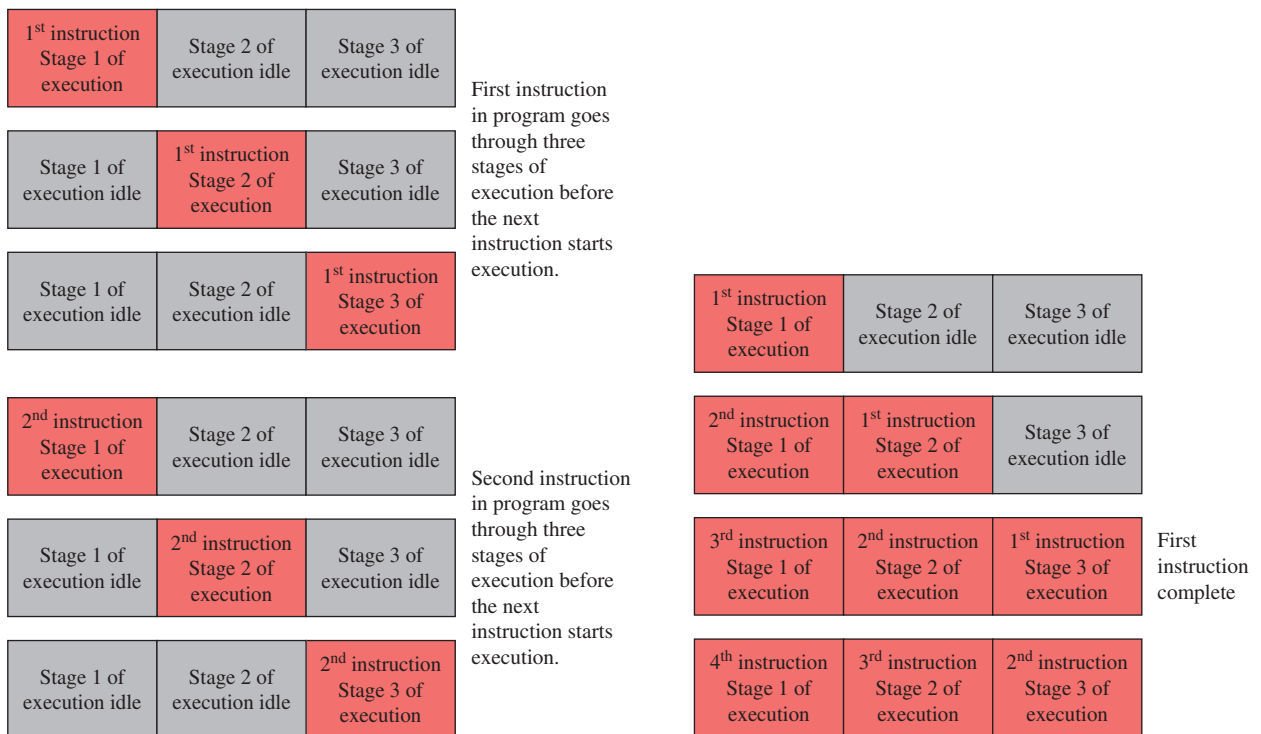 1st instruction
Stage 1 of
execution
Stage 2 of
execution idle
Stage 3 of
execution idle
Stage 1 of
execution idle
1st instruction
Stage 2 of
execution
Stage 3 of
execution idle
Stage 1 of
execution idle
Stage 2 of
execution idle
1st instruction
Stage 3 of
execution
First instruction
in program goes
through three
stages of
execution before
the next
instruction starts
execution.
2nd instruction
Stage 1 of
execution
Stage 2 of
execution idle
Stage 3 of
execution idle
Stage 1 of
execution idle
2nd instruction
Stage 2 of
execution
Stage 3 of
execution idle
Stage 1 of
execution idle
Stage 2 of
execution idle
2nd instruction
Stage 3 of
execution
Second instruction
in program goes
through three
stages of
execution before
the next
instruction starts
execution.
1st instruction
Stage 1 of
execution
Stage 2 of
execution idle
Stage 3 of
execution idle
2nd instruction
Stage 1 of
execution
1st instruction
Stage 2 of
execution
Stage 3 of
execution idle
3rd instruction
Stage 1 of
execution
2nd instruction
Stage 2 of
execution
1st instruction
Stage 3 of
execution
First
instruction
complete
4th instruction
Stage 1 of
execution
3rd instruction
Stage 2 of
execution
2nd instruction
Stage 3 of
execution